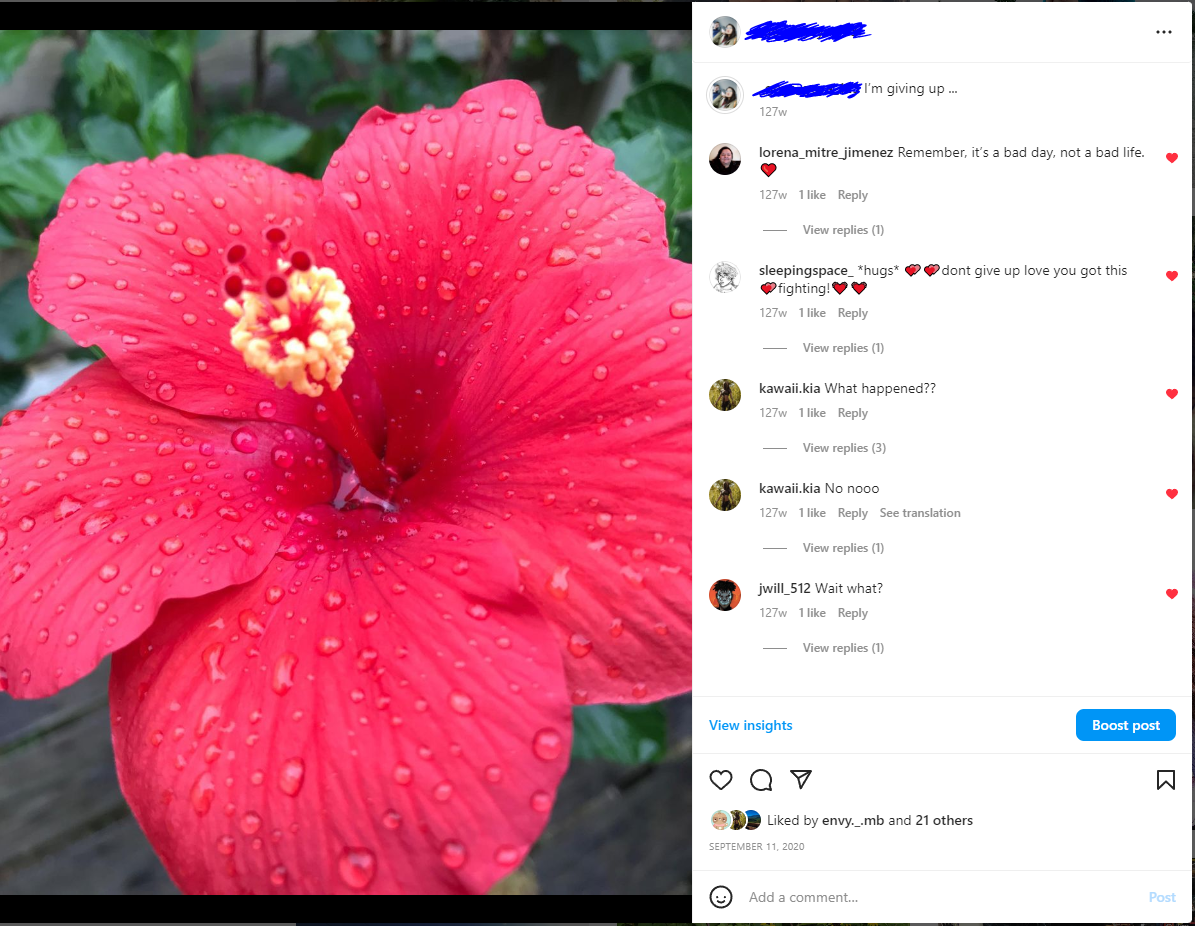 I'm giving up ...
127w
lorena_mitre_jimenez Remember, it's a bad day, not a bad life.
❤️
127w 1 like Reply
View replies (1)
sleepingspace_ *hugs* 💕💕dont give up love you got this
💕fighting!❤️❤️
127w 1 like Reply
View replies (1)
kawaii.kia What happened??
127w 1 like Reply
View replies (3)
kawaii.kia No nooo
127w 1 like Reply See translation
View replies (1)
jwill_512 Wait what?
127w 1 like Reply
View replies (1)
View insights
Boost post
Liked by envy._.mb and 21 others
SEPTEMBER 11, 2020
Add a comment...
Post